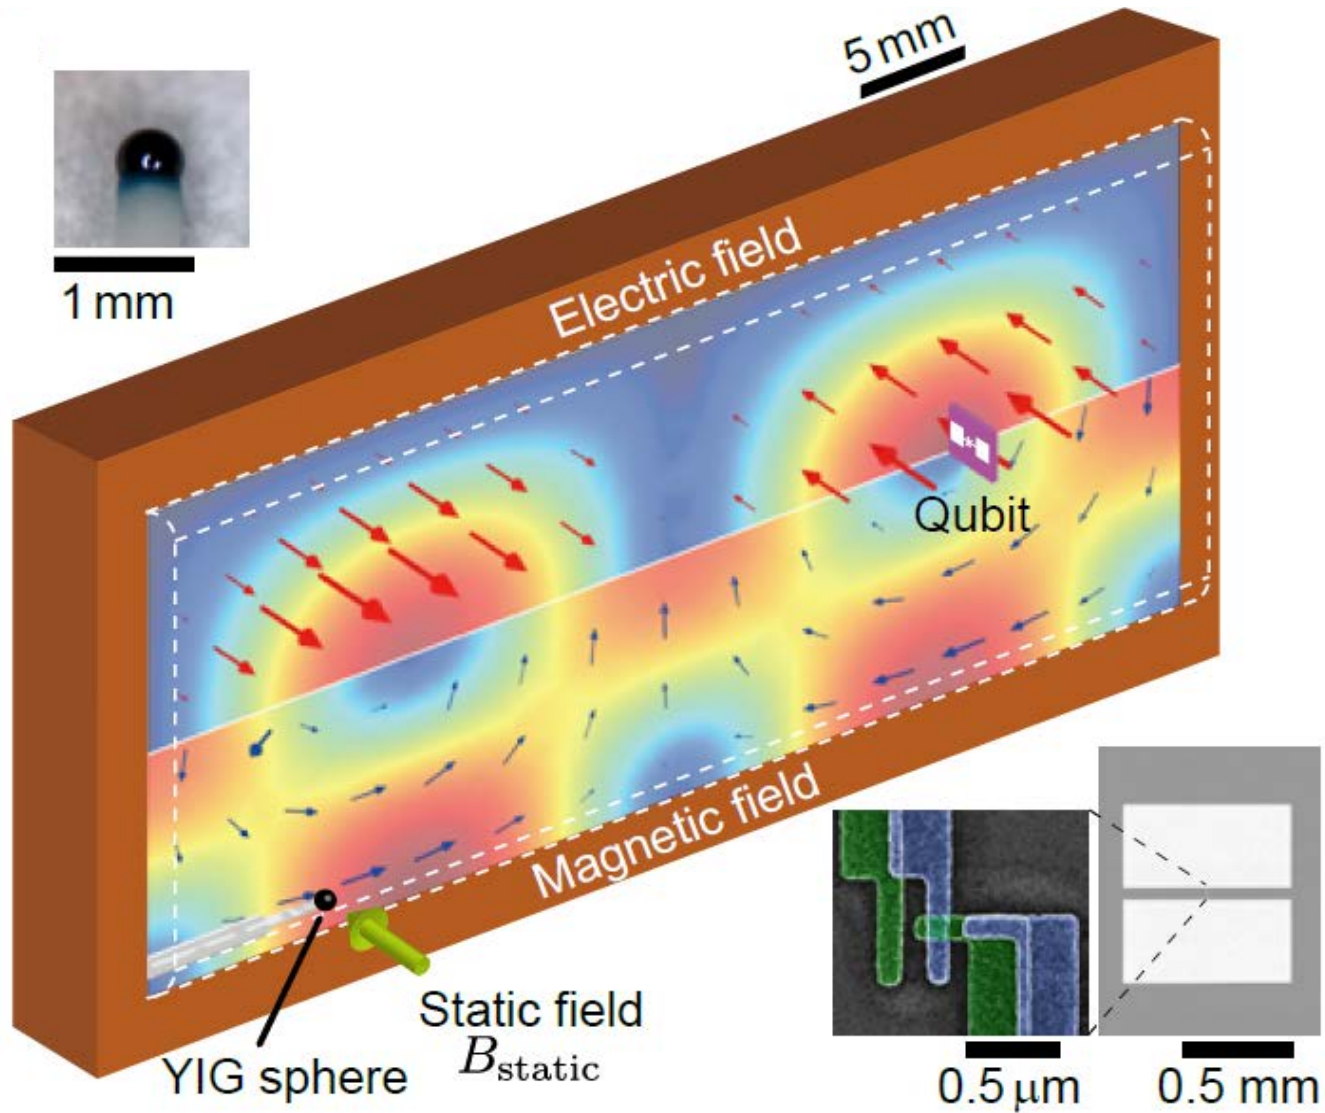 5 mm
1 mm
Electric field
Qubit
Magnetic field
Static field
B_static
YIG sphere
0.5 μm
0.5 mm